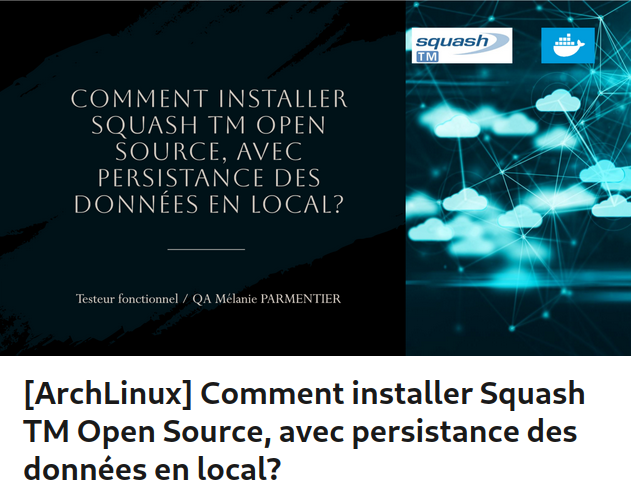 COMMENT INSTALLER
SQUASH TM OPEN
SOURCE, AVEC
PERSISTANCE DES
DONNÉES EN LOCAL?
Testeur fonctionnel / QA Mélanie PARMENTIER
squash
TM
[ArchLinux] Comment installer Squash
TM Open Source, avec persistance des
données en local?